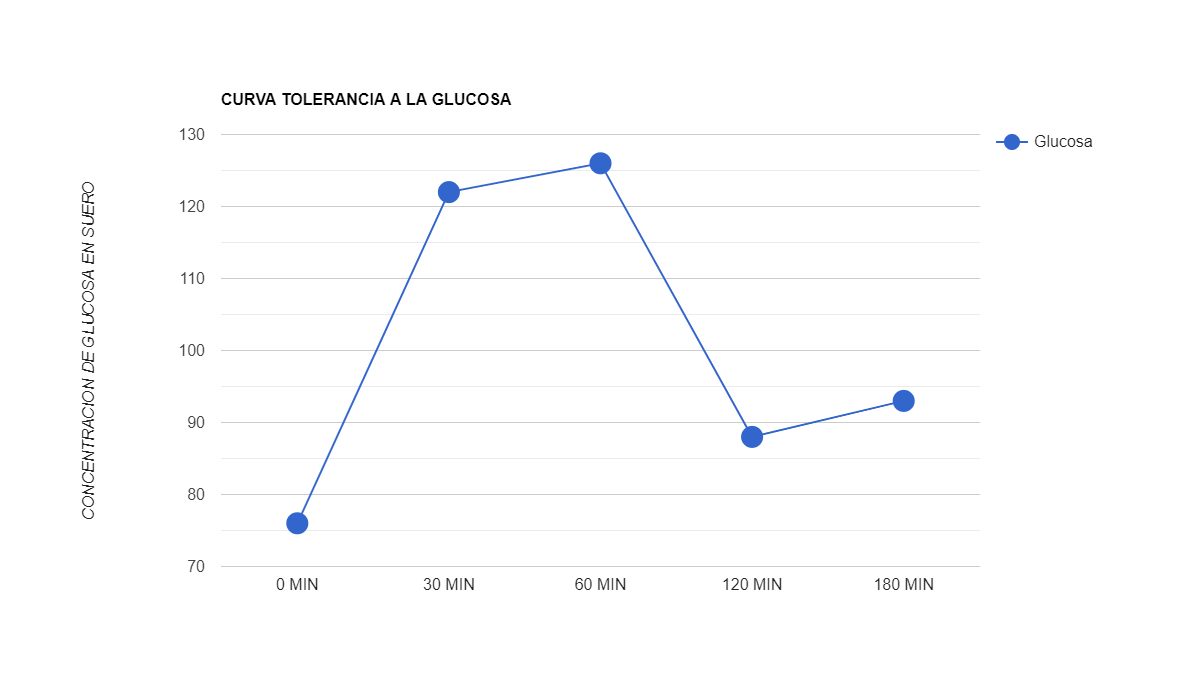 CURVA TOLERANCIA A LA GLUCOSA
Glucosa
CONCENTRACION DE GLUCOSA EN SUERO
130
120
110
100
90
80
70
0 MIN
30 MIN
60 MIN
120 MIN
180 MIN